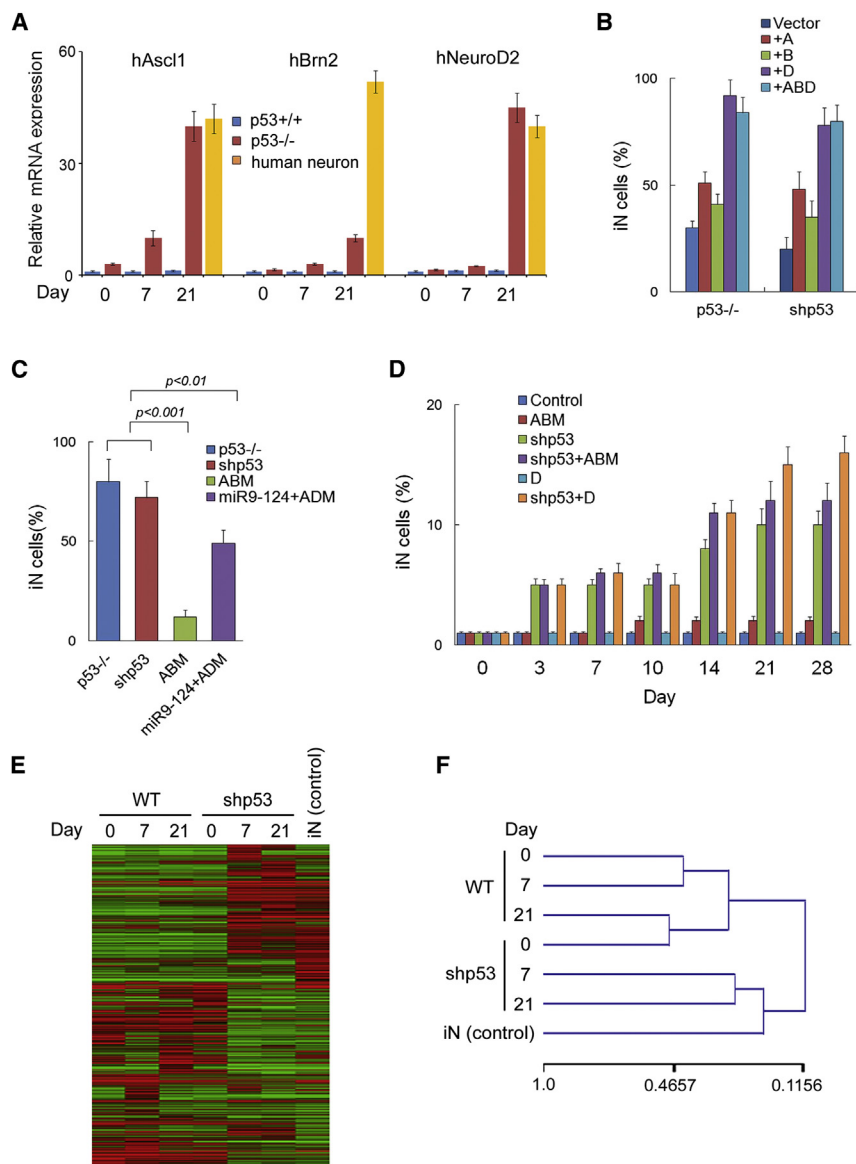 A
60
30
0
Relative mRNA expression
hAscl1
hBrn2
hNeuroD2
p53+/+
p53-/-
human neuron
Day
0 7 21
0 7 21
0 7 21
B
Vector
+A
+B
+D
+ABD
100
50
0
iN cells (%)
p53-/-
shp53
C
p<0.01
p<0.001
100
50
0
iN cells(%)
p53-/-
shp53
ABM
miR9-124+ADM
p53-/-
shp53
ABM
miR9-124+ADM
D
20
10
0
iN cells (%)
Control
ABM
shp53
shp53+ABM
D
shp53+D
0 3 7 10 14 21 28
Day
E
WT
shp53
iN (control)
Day 0 7 21 0 7 21
F
Day
WT
0
7
21
shp53
0
7
21
iN (control)
1.0 0.4657 0.1156